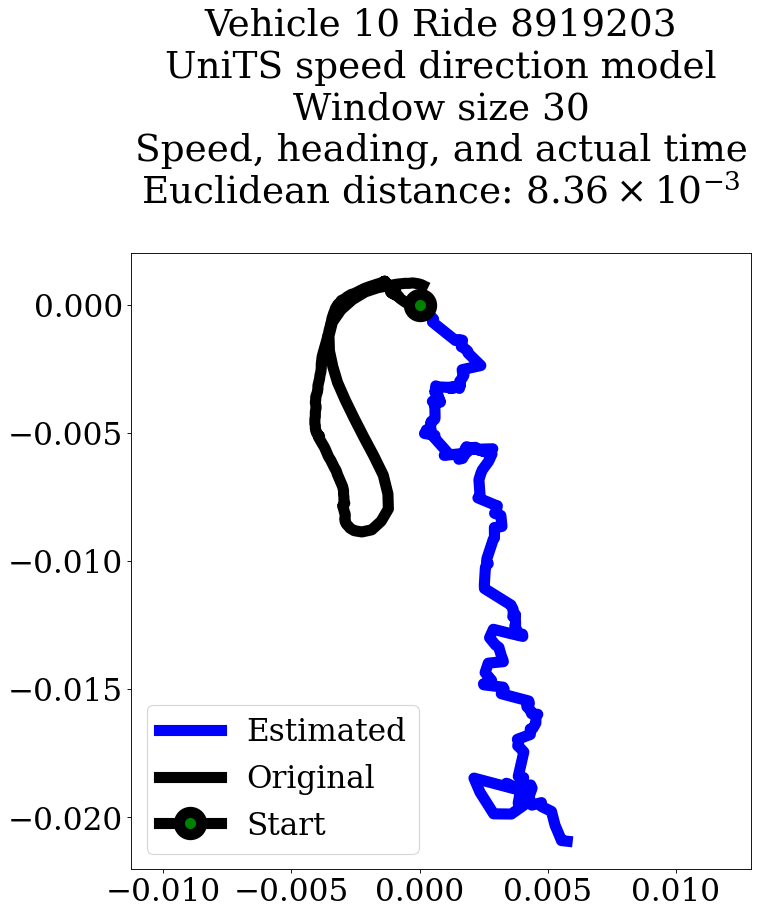 Vehicle 10 Ride 8919203
UniTS speed direction model
Window size 30
Speed, heading, and actual time
Euclidean distance: 8.36 × 10⁻³
0.000
−0.005
−0.010
−0.015
−0.020
Estimated
Original
Start
−0.010 −0.005 0.000 0.005 0.010